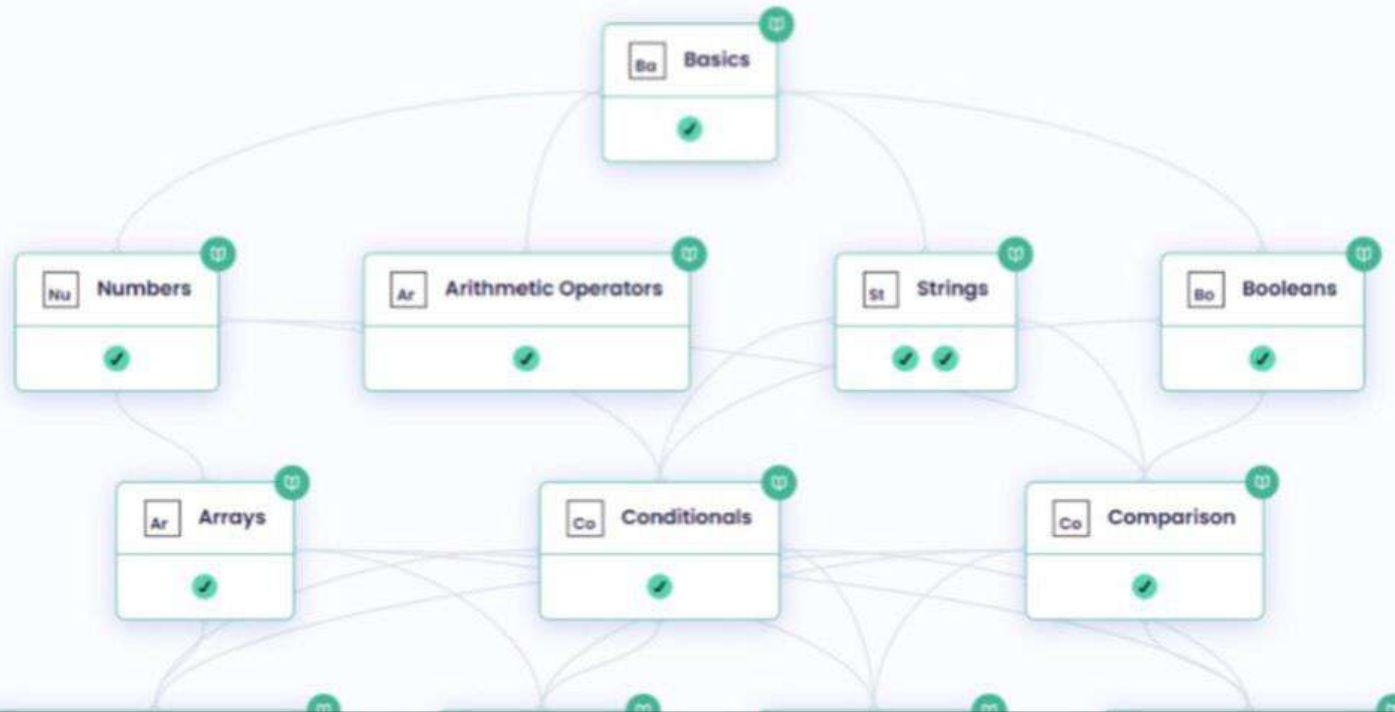 Ba Basics
Nu Numbers
Ar Arithmetic Operators
St Strings
Bo Booleans
Ar Arrays
Co Conditionals
Co Comparison